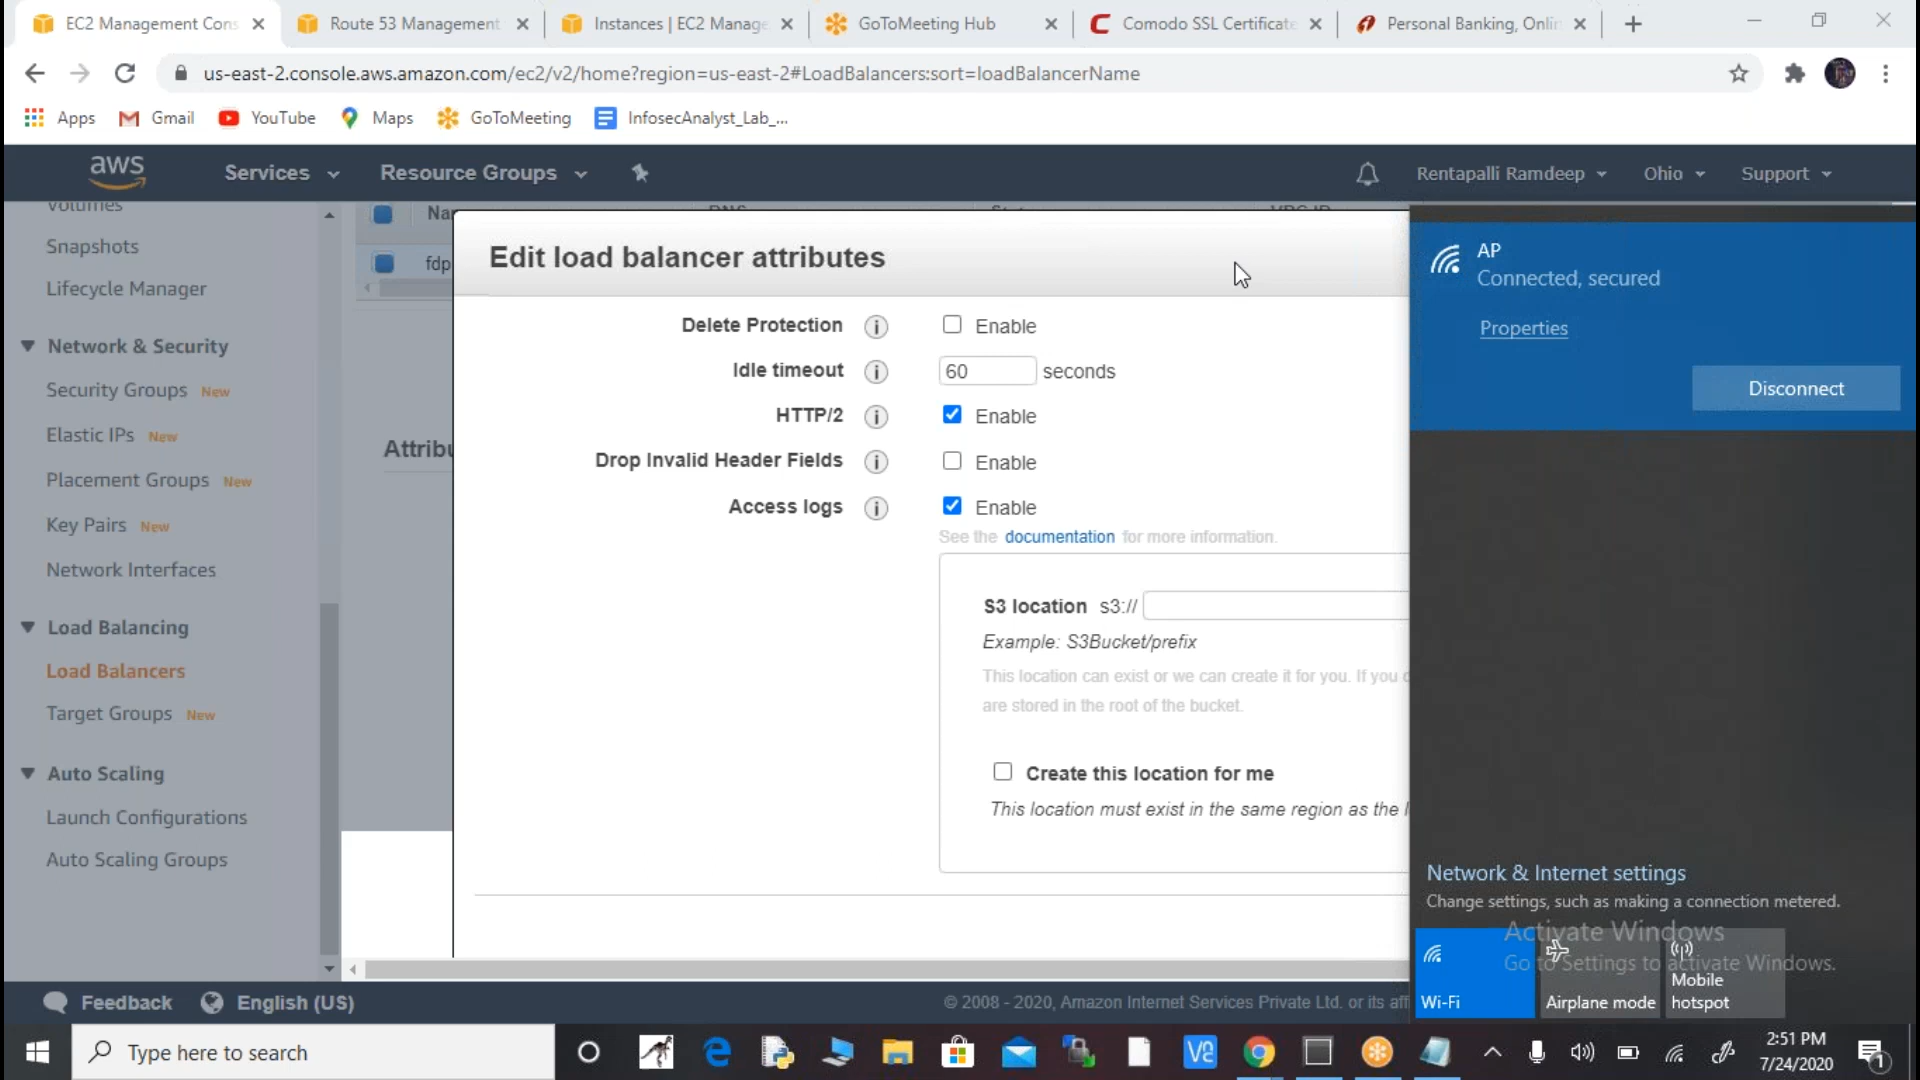 EC2 Management Cons
Route 53 Management
Instances | EC2 Manage
GoToMeeting Hub
Comodo SSL Certificate
Personal Banking, Onlin
us-east-2.console.aws.amazon.com/ec2/v2/home?region=us-east-2#LoadBalancers:sort=loadBalancerName
Apps
Gmail
YouTube
Maps
GoToMeeting
InfosecAnalyst_Lab_...
aws
Services
Resource Groups
Rentapalli Ramdeep
Ohio
Support
Volumes
Snapshots
Lifecycle Manager
Network & Security
Security Groups New
Elastic IPs New
Placement Groups New
Key Pairs New
Network Interfaces
Load Balancing
Load Balancers
Target Groups New
Auto Scaling
Launch Configurations
Auto Scaling Groups
Nar
DNS
State
VPC ID
fdp
Attribu
Edit load balancer attributes
Delete Protection i Enable
Idle timeout i 60 seconds
HTTP/2 i Enable
Drop Invalid Header Fields i Enable
Access logs i Enable
See the documentation for more information.
S3 location s3://
Example: S3Bucket/prefix
This location can exist or we can create it for you. If you
are stored in the root of the bucket.
Create this location for me
This location must exist in the same region as the
AP
Connected, secured
Properties
Disconnect
Network & Internet settings
Change settings, such as making a connection metered.
Activate Windows
Go to Settings to activate Windows.
Wi-Fi
Airplane mode
Mobile
hotspot
Feedback
English (US)
© 2008 - 2020, Amazon Internet Services Private Ltd. or its aff
Type here to search
2:51 PM
7/24/2020
1